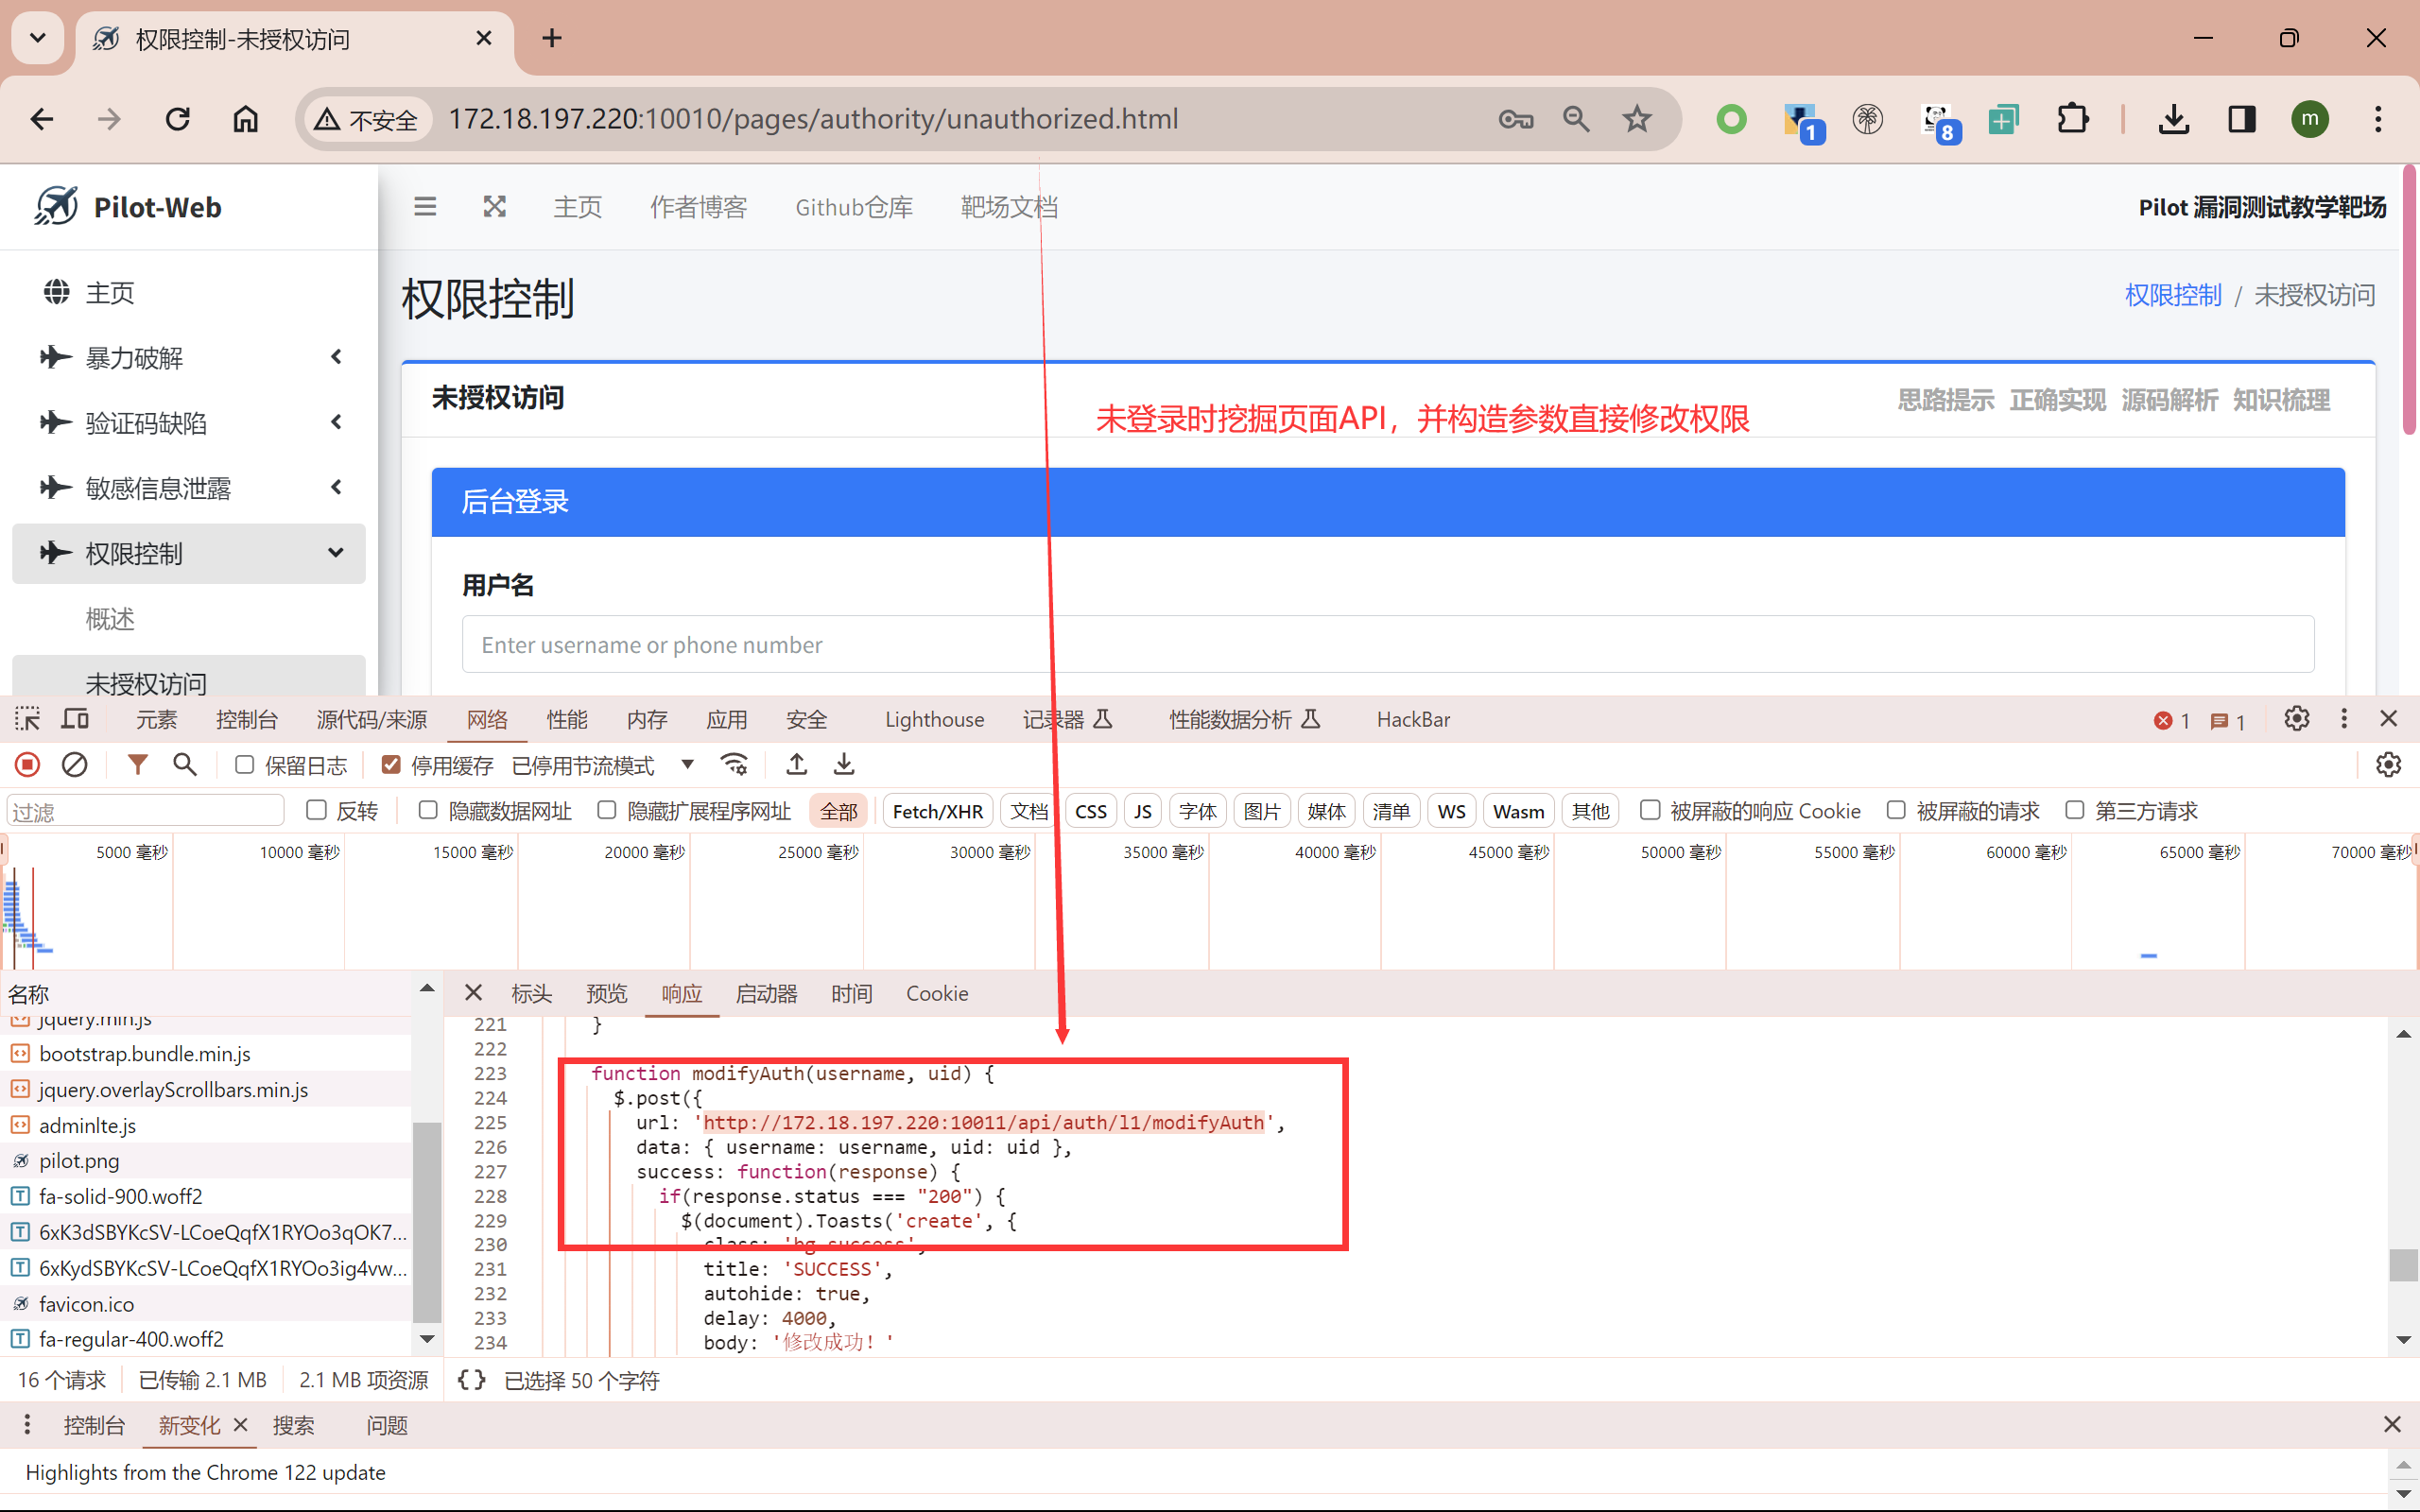 权限控制-未授权访问
不安全
172.18.197.220:10010/pages/authority/unauthorized.html
1
8
m
Pilot-Web
主页
作者博客
Github仓库
靶场文档
Pilot 漏洞测试教学靶场
主页
暴力破解
验证码缺陷
敏感信息泄露
权限控制
概述
未授权访问
权限控制
权限控制 / 未授权访问
未授权访问
未登录时挖掘页面API，并构造参数直接修改权限
思路提示 正确实现 源码解析 知识梳理
后台登录
用户名
Enter username or phone number
元素 控制台 源代码/来源 网络 性能 内存 应用 安全 Lighthouse 记录器 性能数据分析 HackBar 1 1
保留日志 停用缓存 已停用节流模式
过滤 反转 隐藏数据网址 隐藏扩展程序网址 全部 Fetch/XHR 文档 CSS JS 字体 图片 媒体 清单 WS Wasm 其他 被屏蔽的响应 Cookie 被屏蔽的请求 第三方请求
5000 毫秒 10000 毫秒 15000 毫秒 20000 毫秒 25000 毫秒 30000 毫秒 35000 毫秒 40000 毫秒 45000 毫秒 50000 毫秒 55000 毫秒 60000 毫秒 65000 毫秒 70000 毫秒
名称
jquery.min.js
bootstrap.bundle.min.js
jquery.overlayScrollbars.min.js
adminlte.js
pilot.png
fa-solid-900.woff2
6xK3dSBYKcSV-LCoeQqfX1RYOo3qOK7...
6xKydSBYKcSV-LCoeQqfX1RYOo3ig4vw...
favicon.ico
fa-regular-400.woff2
16 个请求 已传输 2.1 MB 2.1 MB 项资源
标头 预览 响应 启动器 时间 Cookie
221 }
222
223 function modifyAuth(username, uid) {
224 $.post({
225 url: 'http://172.18.197.220:10011/api/auth/l1/modifyAuth',
226 data: { username: username, uid: uid },
227 success: function(response) {
228 if(response.status === "200") {
229 $(document).Toasts('create', {
230 class: 'bg-success',
231 title: 'SUCCESS',
232 autohide: true,
233 delay: 4000,
234 body: '修改成功！'
{} 已选择 50 个字符
控制台 新变化 搜索 问题
Highlights from the Chrome 122 update